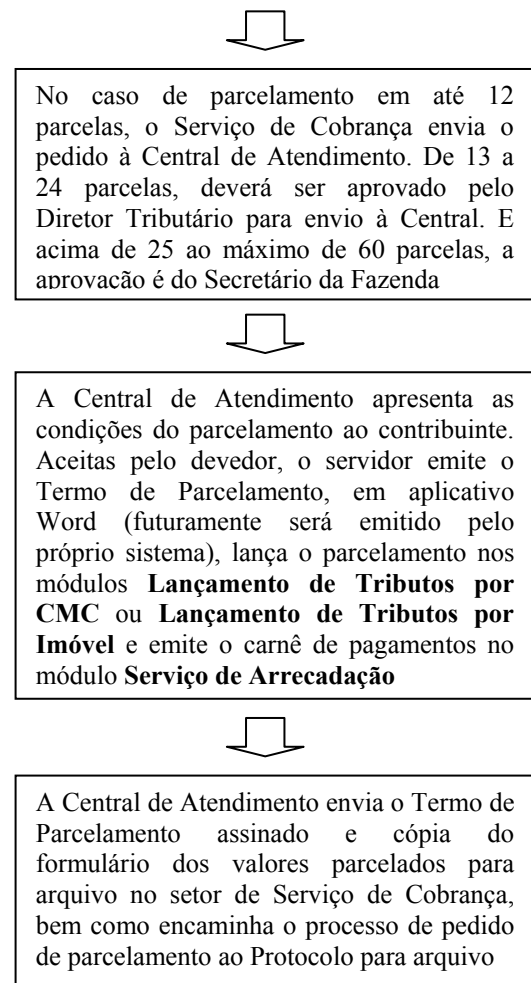 No caso de parcelamento em até 12
parcelas, o Serviço de Cobrança envia o
pedido à Central de Atendimento. De 13 a
24 parcelas, deverá ser aprovado pelo
Diretor Tributário para envio à Central. E
acima de 25 ao máximo de 60 parcelas, a
aprovação é do Secretário da Fazenda
A Central de Atendimento apresenta as
condições do parcelamento ao contribuinte.
Aceitas pelo devedor, o servidor emite o
Termo de Parcelamento, em aplicativo
Word (futuramente será emitido pelo
próprio sistema), lança o parcelamento nos
módulos Lançamento de Tributos por
CMC ou Lançamento de Tributos por
Imóvel e emite o carnê de pagamentos no
módulo Serviço de Arrecadação
A Central de Atendimento envia o Termo de
Parcelamento assinado e cópia do
formulário dos valores parcelados para
arquivo no setor de Serviço de Cobrança,
bem como encaminha o processo de pedido
de parcelamento ao Protocolo para arquivo